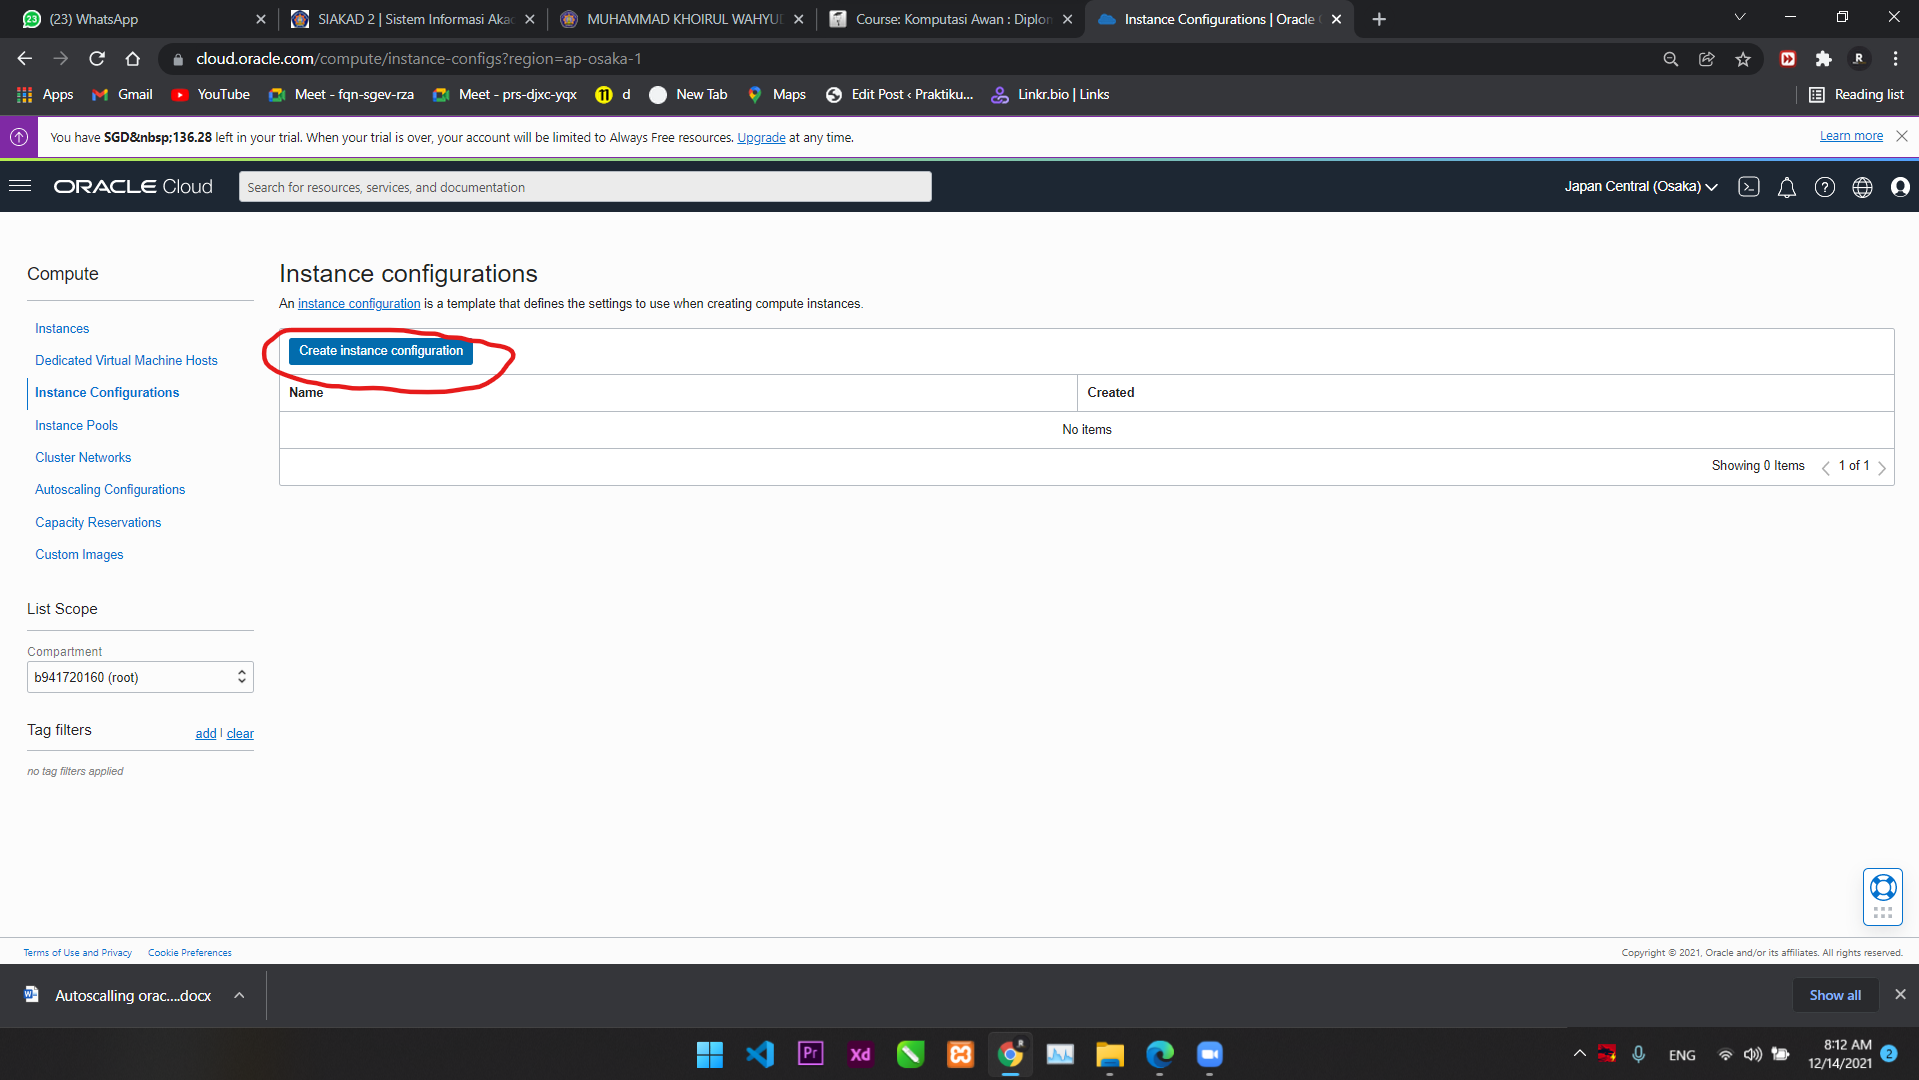 (23) WhatsApp
SIAKAD 2 | Sistem Informasi Aka
MUHAMMAD KHOIRUL WAHYU
Course: Komputasi Awan : Diplon
Instance Configurations | Oracle
cloud.oracle.com/compute/instance-configs?region=ap-osaka-1
Apps
Gmail
YouTube
Meet - fqn-sgev-rza
Meet - prs-djxc-yqx
d
New Tab
Maps
Edit Post ‹ Praktiku...
Linkr.bio | Links
Reading list
You have SGD&nbsp;136.28 left in your trial. When your trial is over, your account will be limited to Always Free resources. Upgrade at any time.
Learn more
ORACLE Cloud
Search for resources, services, and documentation
Japan Central (Osaka)
Compute
Instances
Dedicated Virtual Machine Hosts
Instance Configurations
Instance Pools
Cluster Networks
Autoscaling Configurations
Capacity Reservations
Custom Images
List Scope
Compartment
b941720160 (root)
Tag filters
add | clear
no tag filters applied
Instance configurations
An instance configuration is a template that defines the settings to use when creating compute instances.
Create instance configuration
Name
Created
No items
Showing 0 Items
1 of 1
Terms of Use and Privacy
Cookie Preferences
Copyright © 2021, Oracle and/or its affiliates. All rights reserved.
Autoscalling orac....docx
Show all
Pr
Xd
ENG
8:12 AM
12/14/2021
2